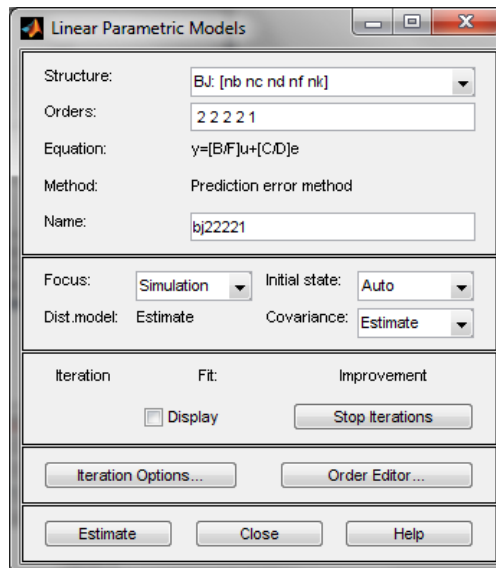 Linear Parametric Models
Structure: BJ: [nb nc nd nf nk]
Orders: 2 2 2 2 1
Equation: y=[B/F]u+[C/D]e
Method: Prediction error method
Name: bj22221
Focus: Simulation Initial state: Auto
Dist.model: Estimate Covariance: Estimate
Iteration Fit: Improvement
Display Stop Iterations
Iteration Options... Order Editor...
Estimate Close Help